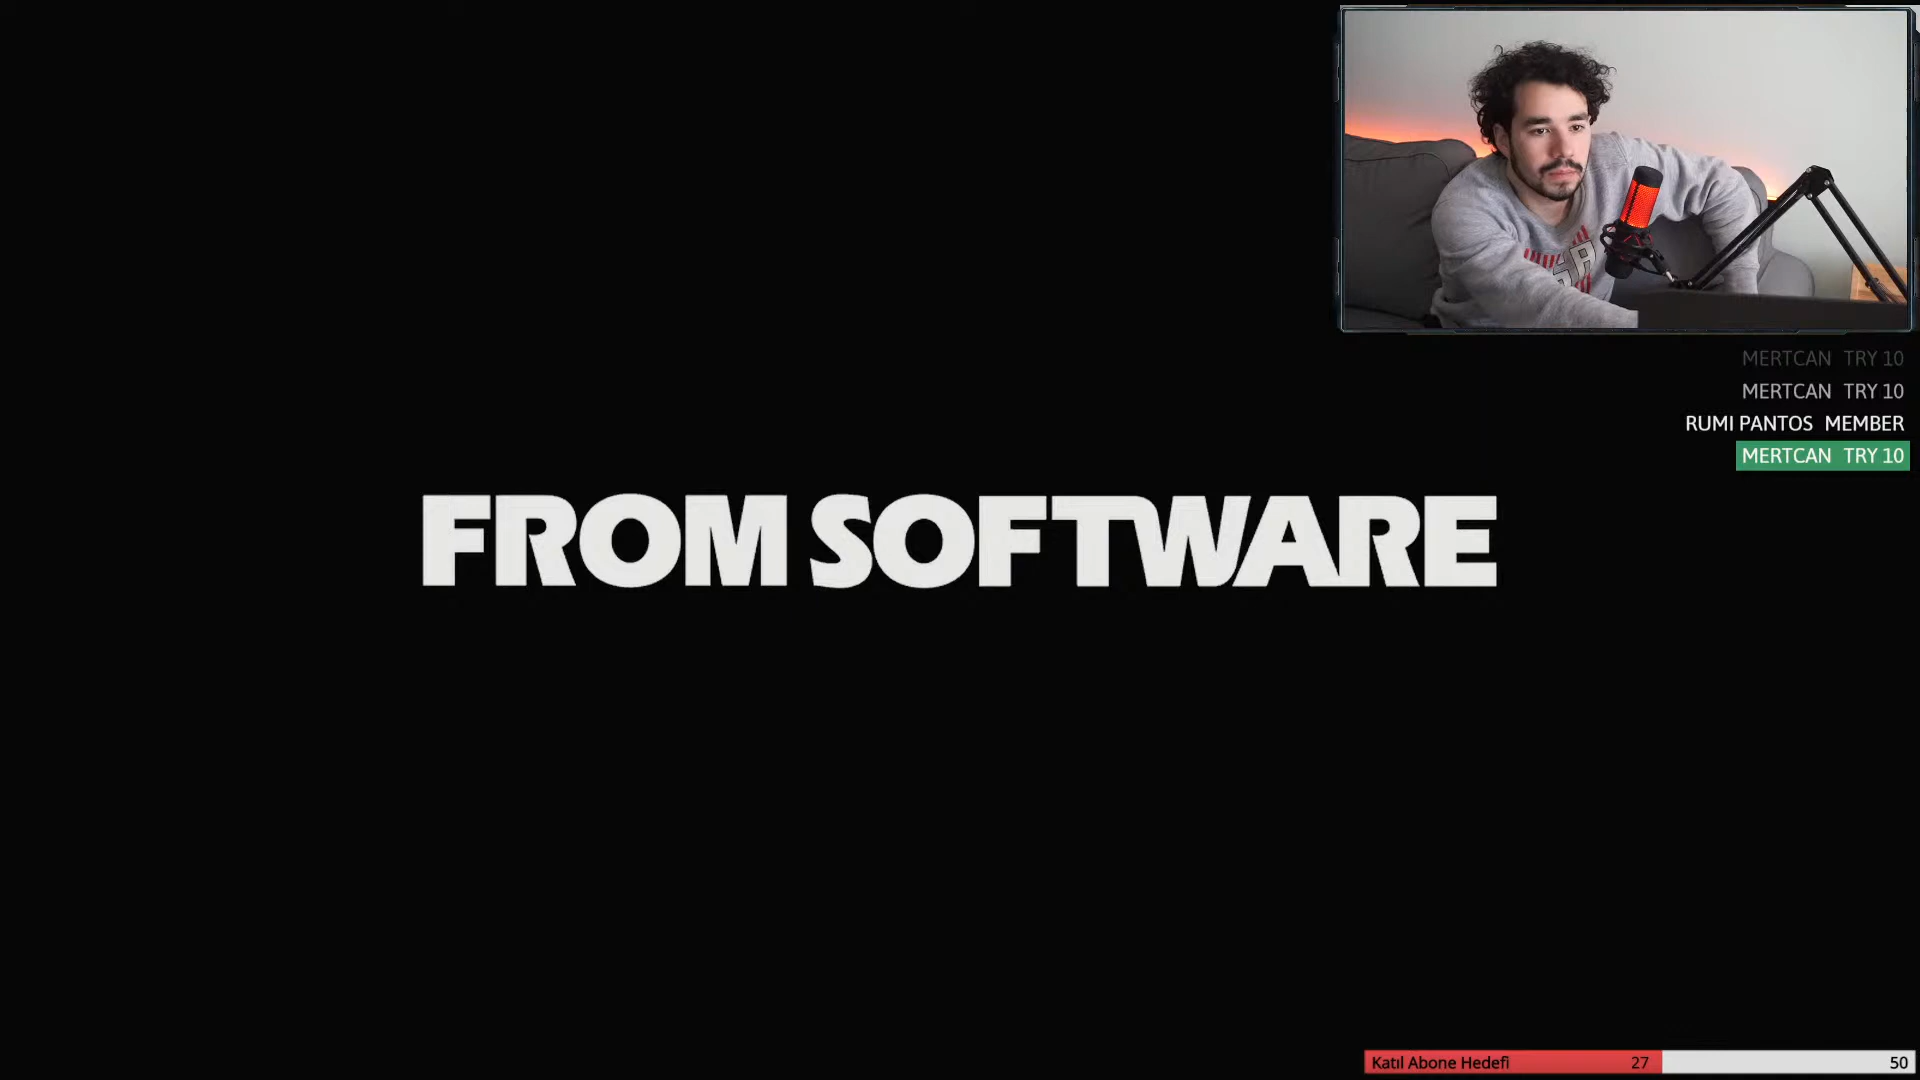 MERTCAN TRY 10
MERTCAN TRY 10
RUMI PANTOS MEMBER
MERTCAN TRY 10
FROM SOFTWARE
Katıl Abone Hedefi 27 50